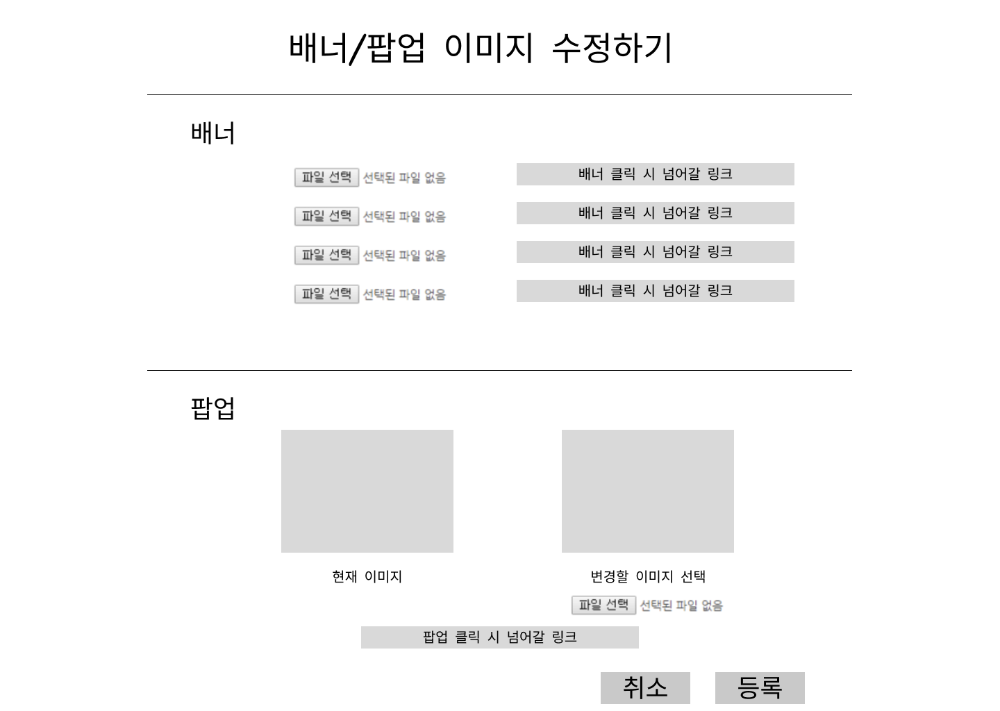 배너/팝업 이미지 수정하기
배너
파일 선택 선택된 파일 없음 배너 클릭 시 넘어갈 링크
파일 선택 선택된 파일 없음 배너 클릭 시 넘어갈 링크
파일 선택 선택된 파일 없음 배너 클릭 시 넘어갈 링크
파일 선택 선택된 파일 없음 배너 클릭 시 넘어갈 링크
팝업
현재 이미지 변경할 이미지 선택
파일 선택 선택된 파일 없음
팝업 클릭 시 넘어갈 링크
취소 등록